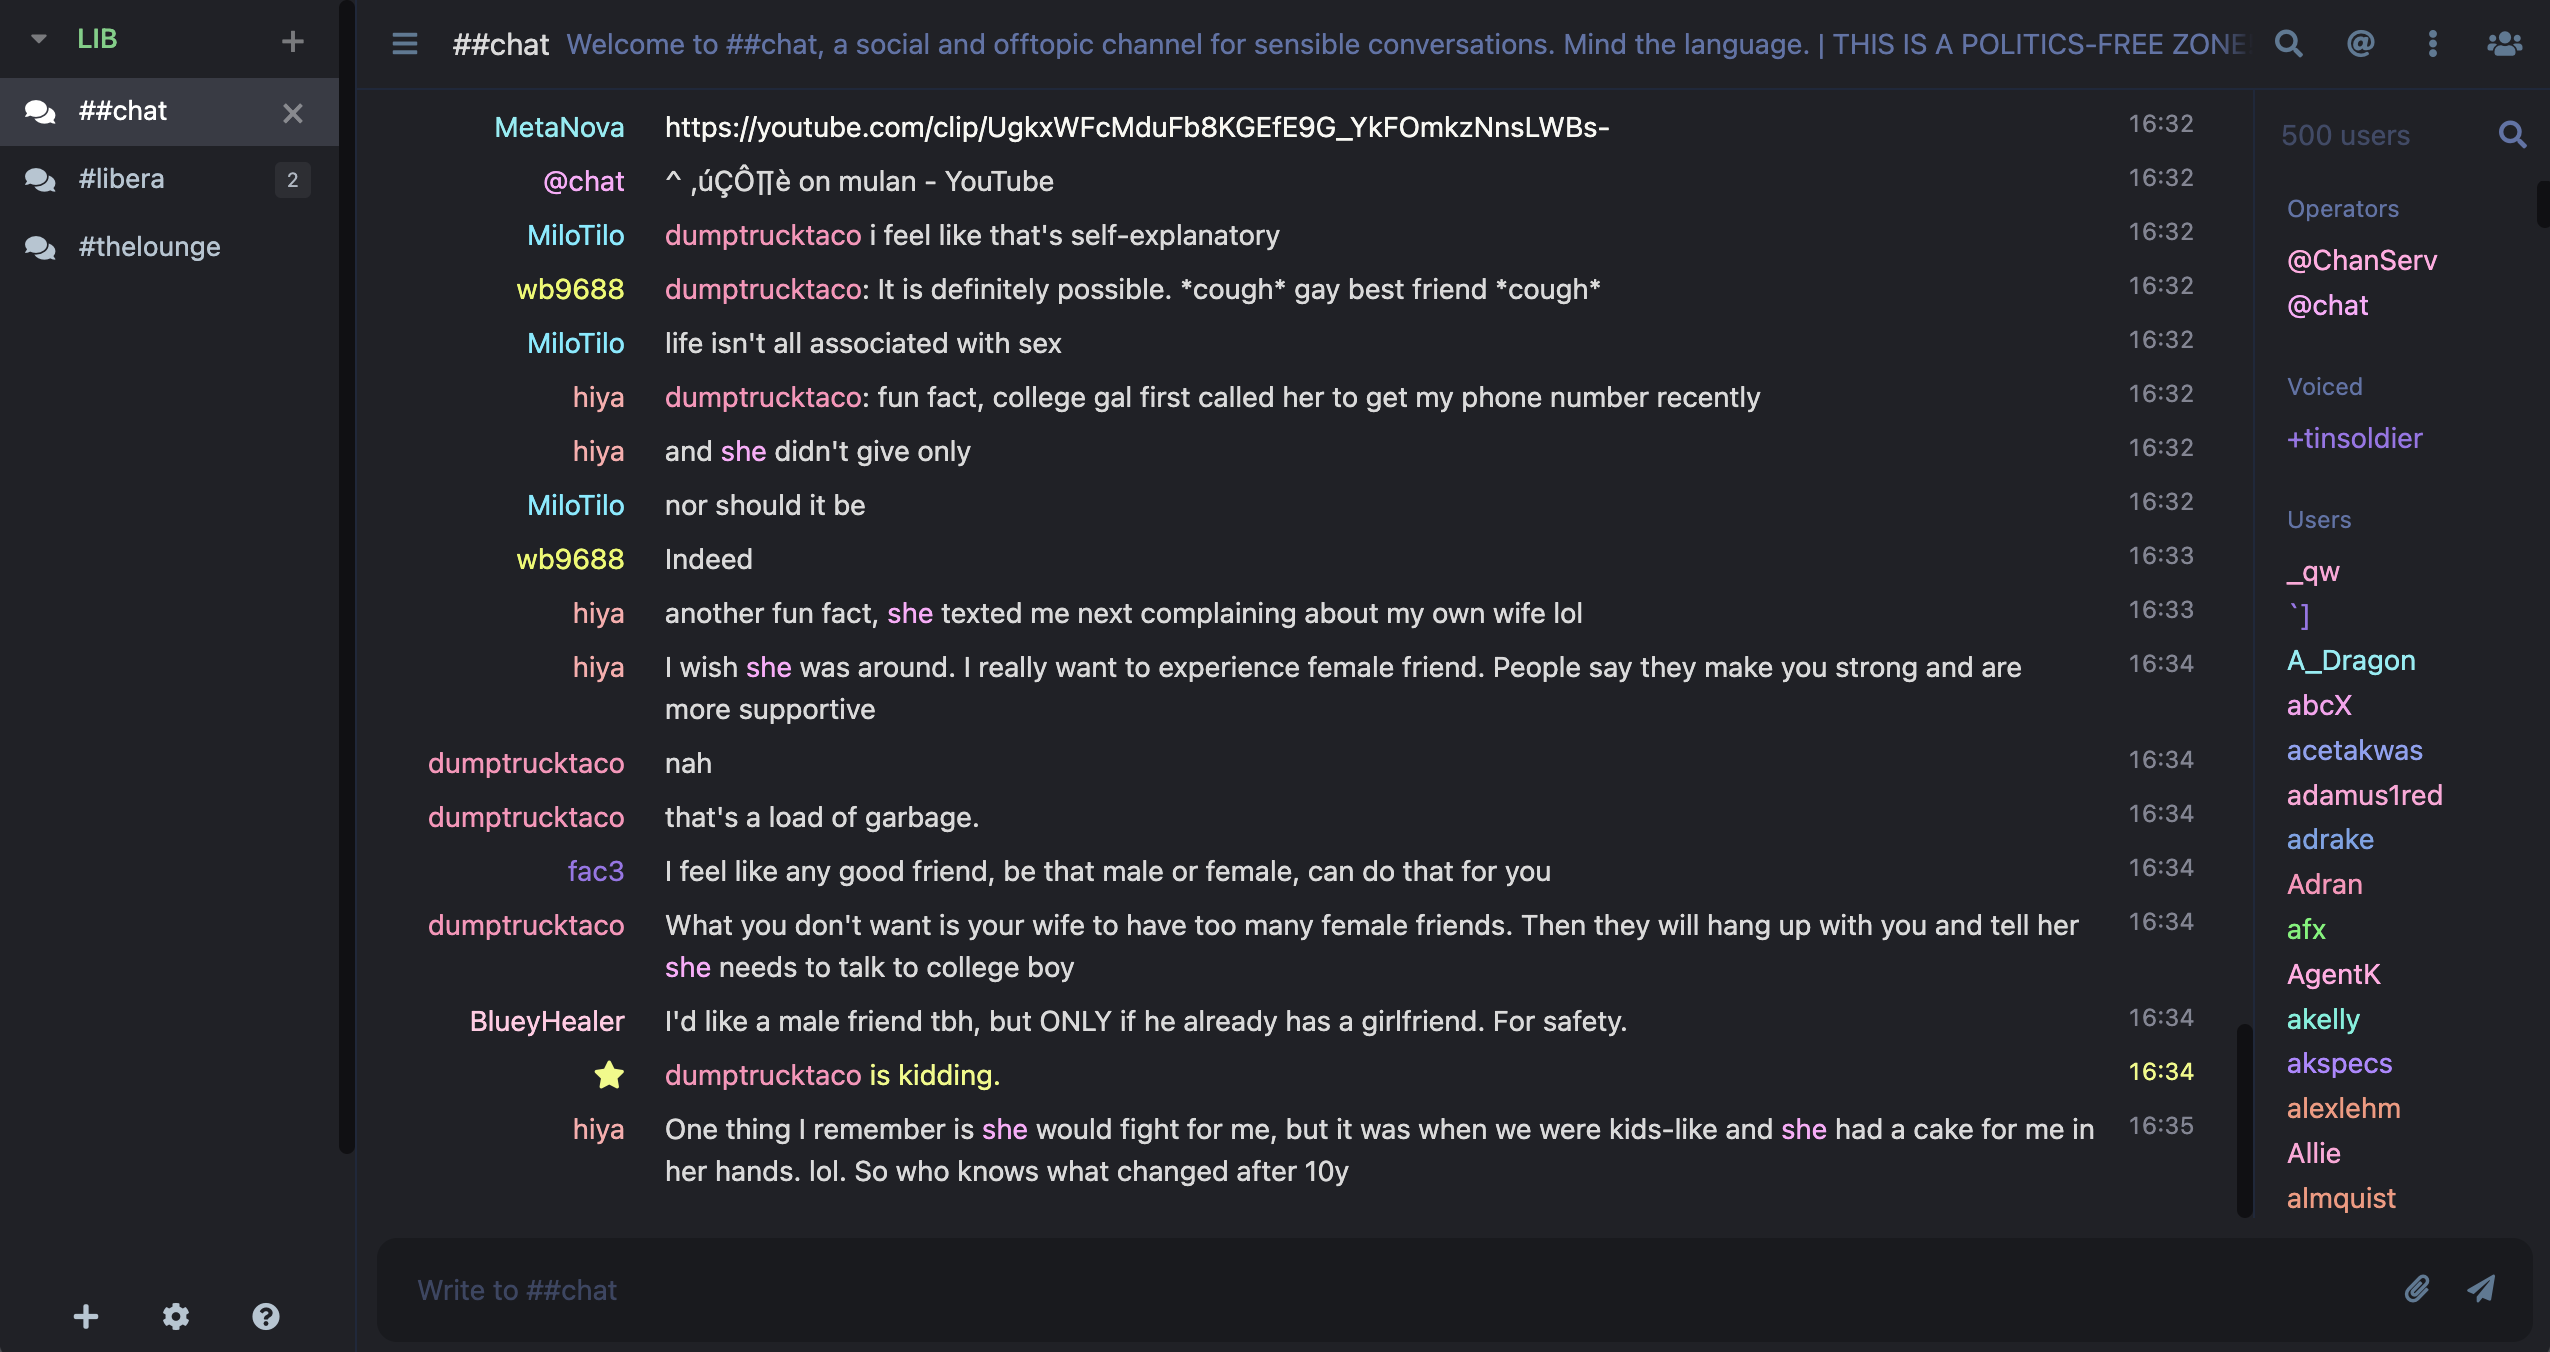 LIB
##chat
#libera
2
#thelounge
##chat Welcome to ##chat, a social and offtopic channel for sensible conversations. Mind the language. | THIS IS A POLITICS-FREE ZONE
MetaNova https://youtube.com/clip/UgkxWFcMduFb8KGEfE9G_YkFOmkzNnsLWBs- 16:32
@chat ^ ‚úÇÔ∏è on mulan - YouTube 16:32
MiloTilo dumptrucktaco i feel like that's self-explanatory 16:32
wb9688 dumptrucktaco: It is definitely possible. *cough* gay best friend *cough* 16:32
MiloTilo life isn't all associated with sex 16:32
hiya dumptrucktaco: fun fact, college gal first called her to get my phone number recently 16:32
hiya and she didn't give only 16:32
MiloTilo nor should it be 16:32
wb9688 Indeed 16:33
hiya another fun fact, she texted me next complaining about my own wife lol 16:33
hiya I wish she was around. I really want to experience female friend. People say they make you strong and are 16:34
more supportive
dumptrucktaco nah 16:34
dumptrucktaco that's a load of garbage. 16:34
fac3 I feel like any good friend, be that male or female, can do that for you 16:34
dumptrucktaco What you don't want is your wife to have too many female friends. Then they will hang up with you and tell her 16:34
she needs to talk to college boy
BlueyHealer I'd like a male friend tbh, but ONLY if he already has a girlfriend. For safety. 16:34
dumptrucktaco is kidding. 16:34
hiya One thing I remember is she would fight for me, but it was when we were kids-like and she had a cake for me in 16:35
her hands. lol. So who knows what changed after 10y
Write to ##chat
500 users
Operators
@ChanServ
@chat
Voiced
+tinsoldier
Users
_qw
`]
A_Dragon
abcX
acetakwas
adamus1red
adrake
Adran
afx
AgentK
akelly
akspecs
alexlehm
Allie
almquist